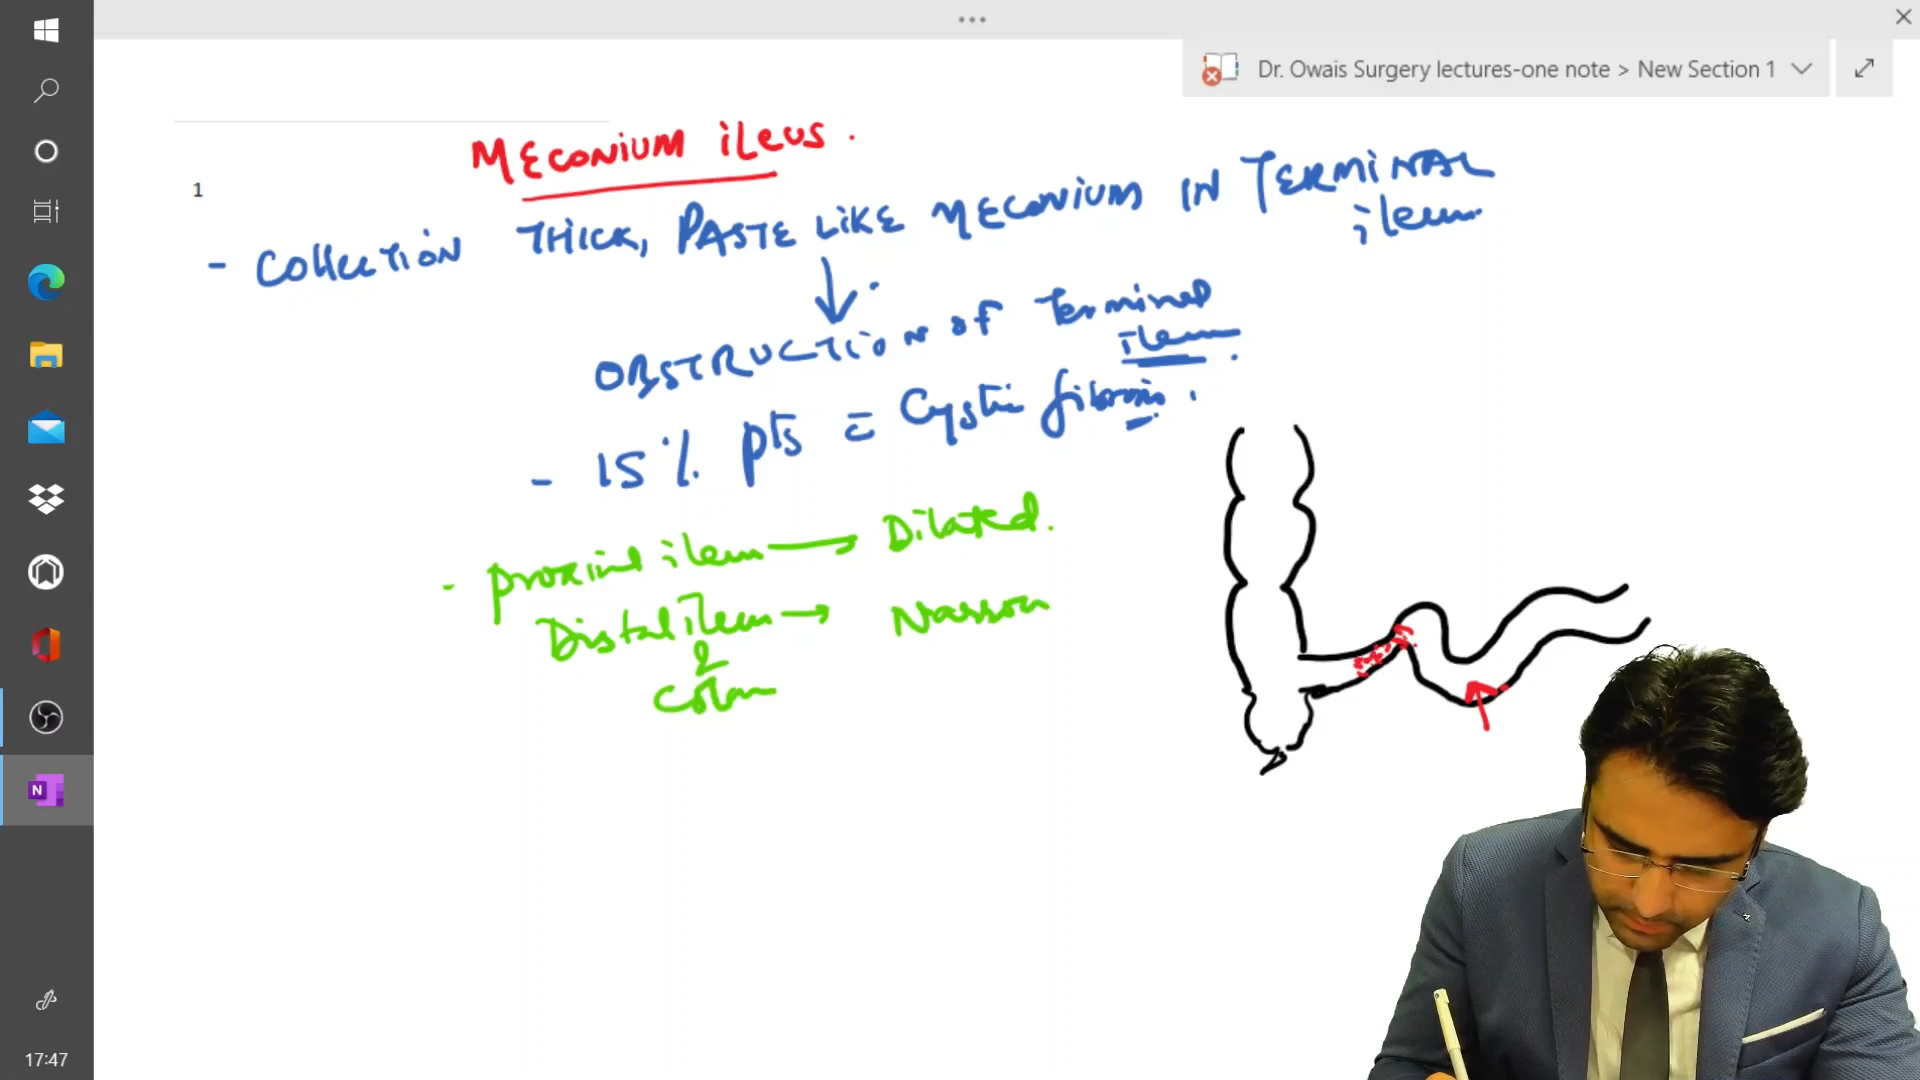 Dr. Owais Surgery lectures-one note > New Section 1
MECONIUM iLEUS.
1
- COllECTiON THICK, PASTE LIKE MECONIUM IN TERMINAL
ileum.
OBSTRUCTION of Terminal
ileum.
- 15% pts = Cystic fibrosis.
- proximal ileum → Dilated.
Distal ileum → Narrow
&
Colon
N
17:47